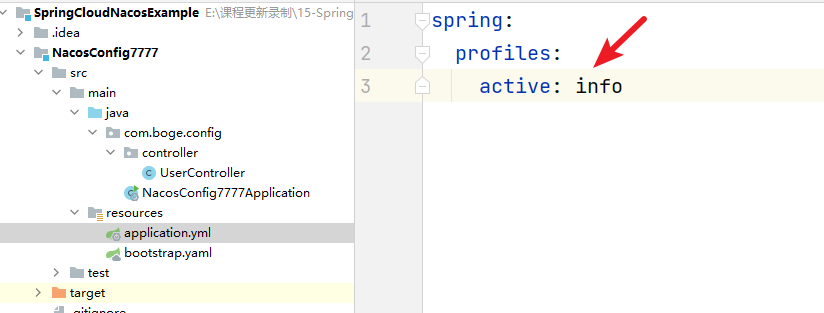 SpringCloudNacosExample E:\课程更新录制\15-Spring
.idea
NacosConfig7777
src
main
java
com.boge.config
controller
UserController
NacosConfig7777Application
resources
application.yml
bootstrap.yaml
test
target
.gitignore
1 spring:
2 profiles:
3 active: info